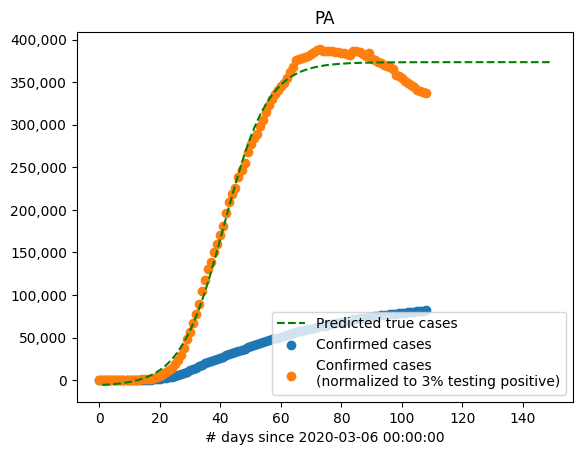 PA
400,000
350,000
300,000
250,000
200,000
150,000
100,000
50,000
0
Predicted true cases
Confirmed cases
Confirmed cases
(normalized to 3% testing positive)
0 20 40 60 80 100 120 140
# days since 2020-03-06 00:00:00